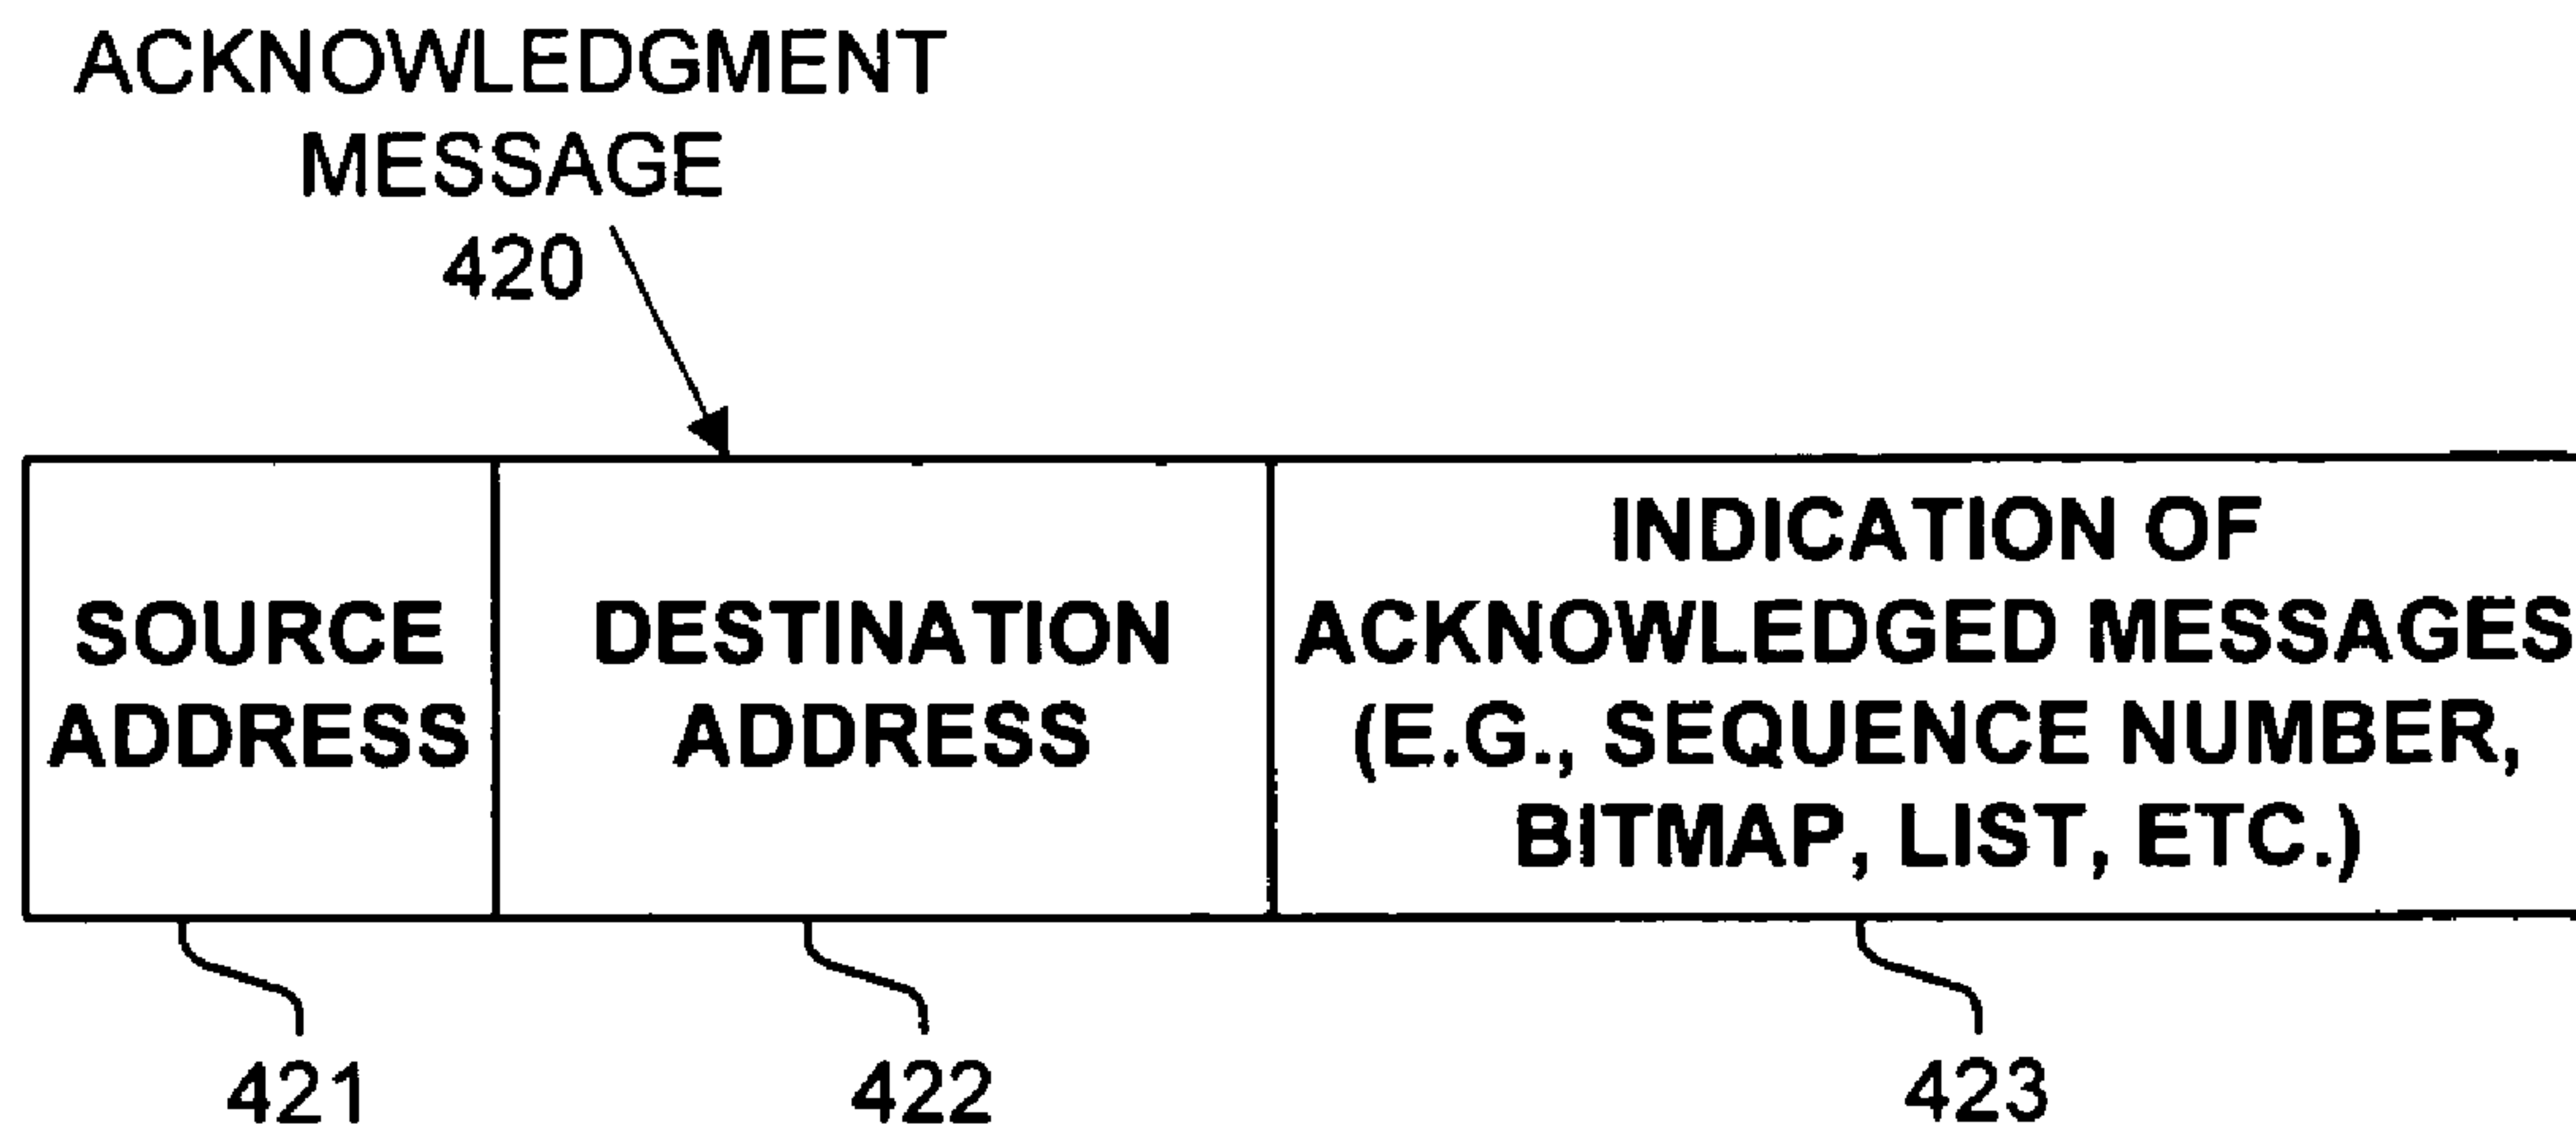 ACKNOWLEDGMENT
MESSAGE
420
SOURCE
ADDRESS
DESTINATION
ADDRESS
INDICATION OF
ACKNOWLEDGED MESSAGES
(E.G., SEQUENCE NUMBER,
BITMAP, LIST, ETC.)
421
422
423